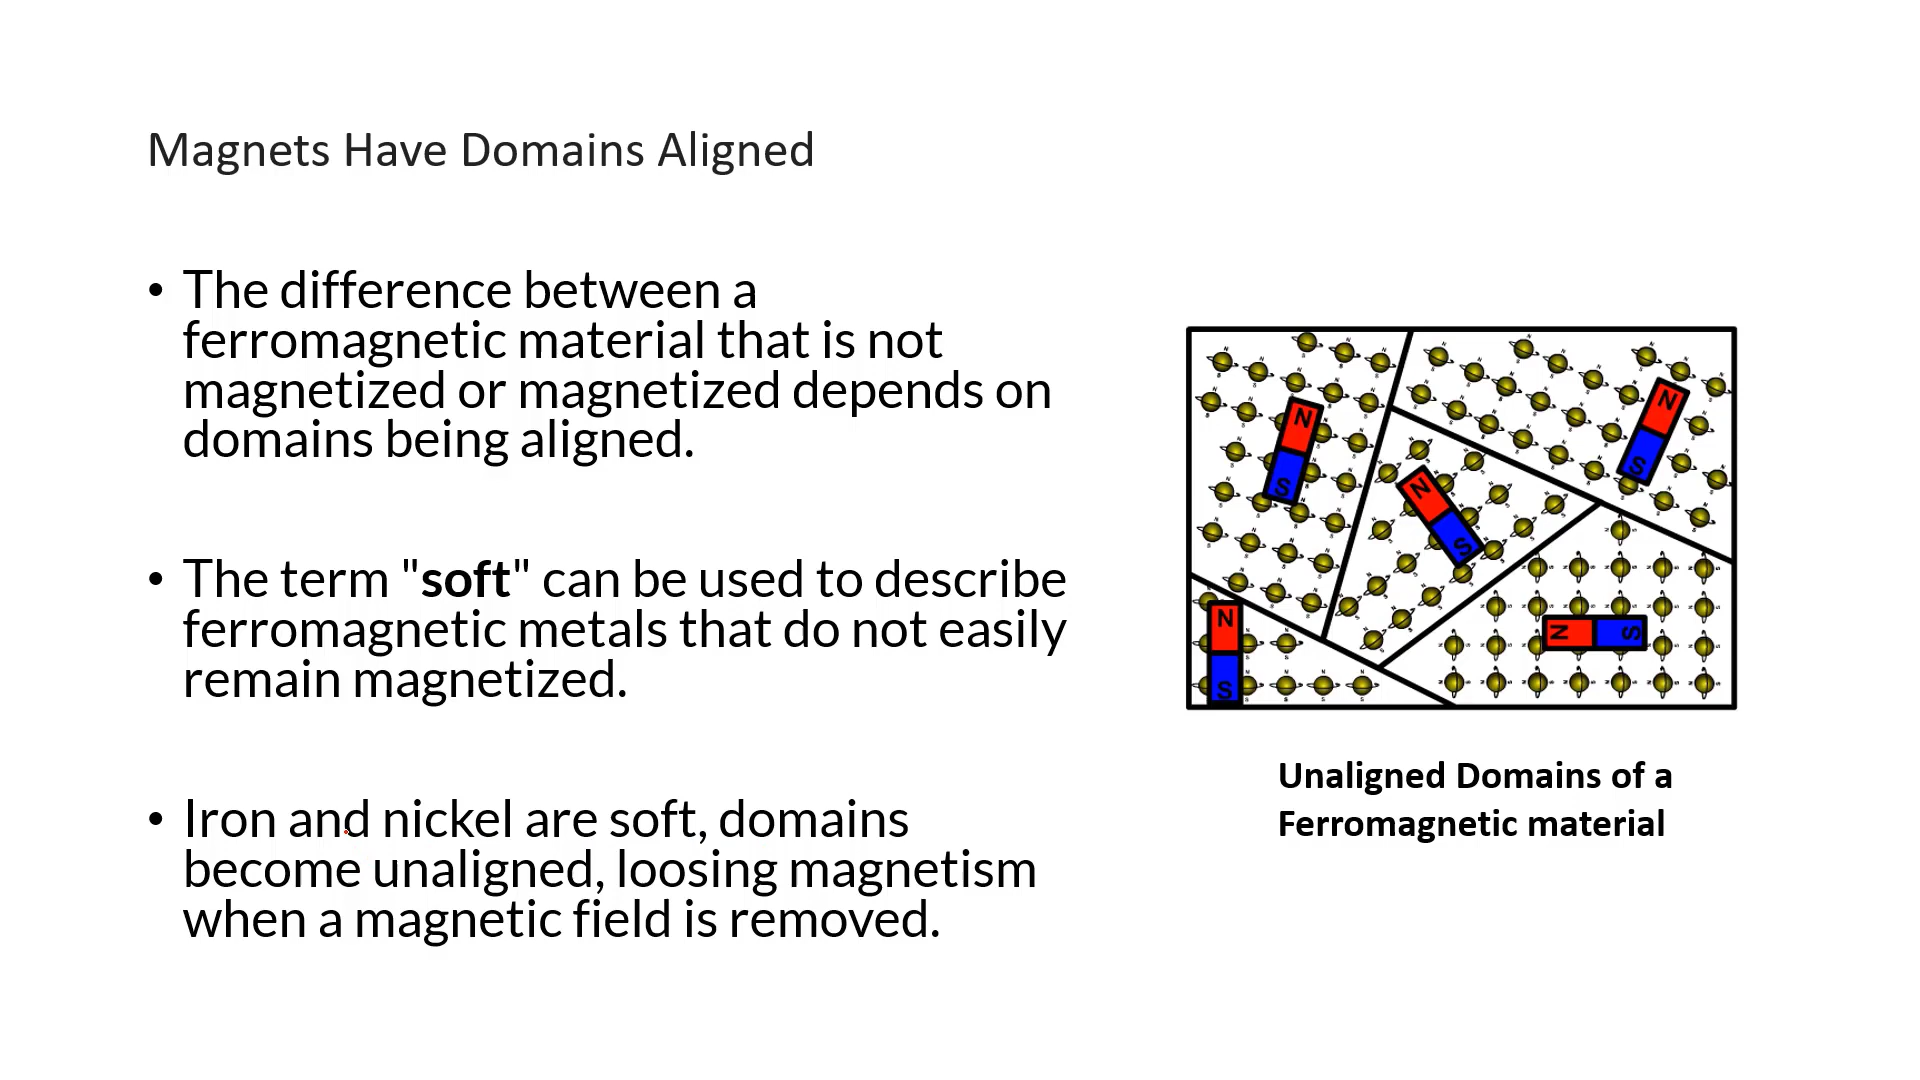 Magnets Have Domains Aligned
• The difference between a
ferromagnetic material that is not
magnetized or magnetized depends on
domains being aligned.
• The term "soft" can be used to describe
ferromagnetic metals that do not easily
remain magnetized.
• Iron and nickel are soft, domains
become unaligned, loosing magnetism
when a magnetic field is removed.
N
S
N
S
N
S
N
S
N S
Unaligned Domains of a
Ferromagnetic material